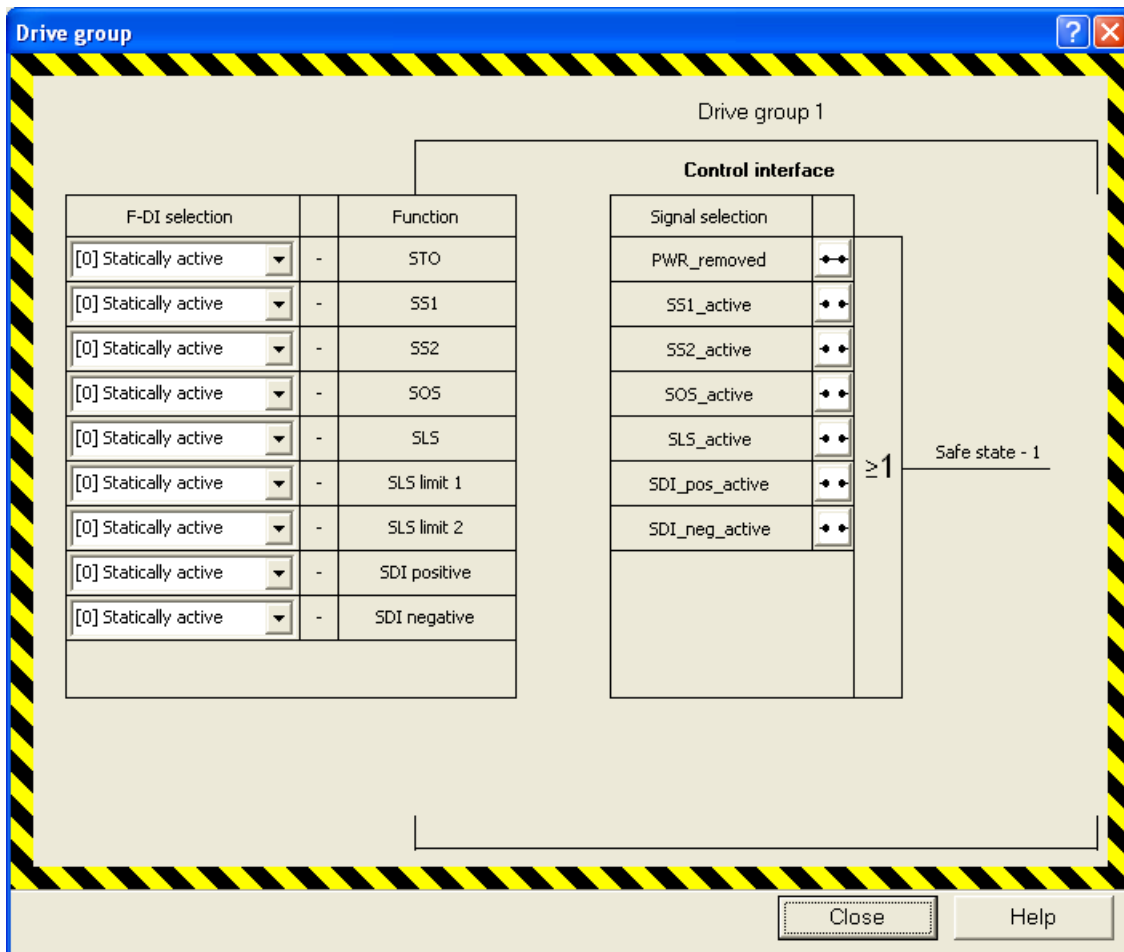 Drive group
Drive group 1
Control interface
F-DI selection Function Signal selection
[0] Statically active - STO PWR_removed
[0] Statically active - SS1 SS1_active
[0] Statically active - SS2 SS2_active
[0] Statically active - SOS SOS_active
[0] Statically active - SLS SLS_active
≥1 Safe state - 1
[0] Statically active - SLS limit 1 SDI_pos_active
[0] Statically active - SLS limit 2 SDI_neg_active
[0] Statically active - SDI positive
[0] Statically active - SDI negative
Close Help